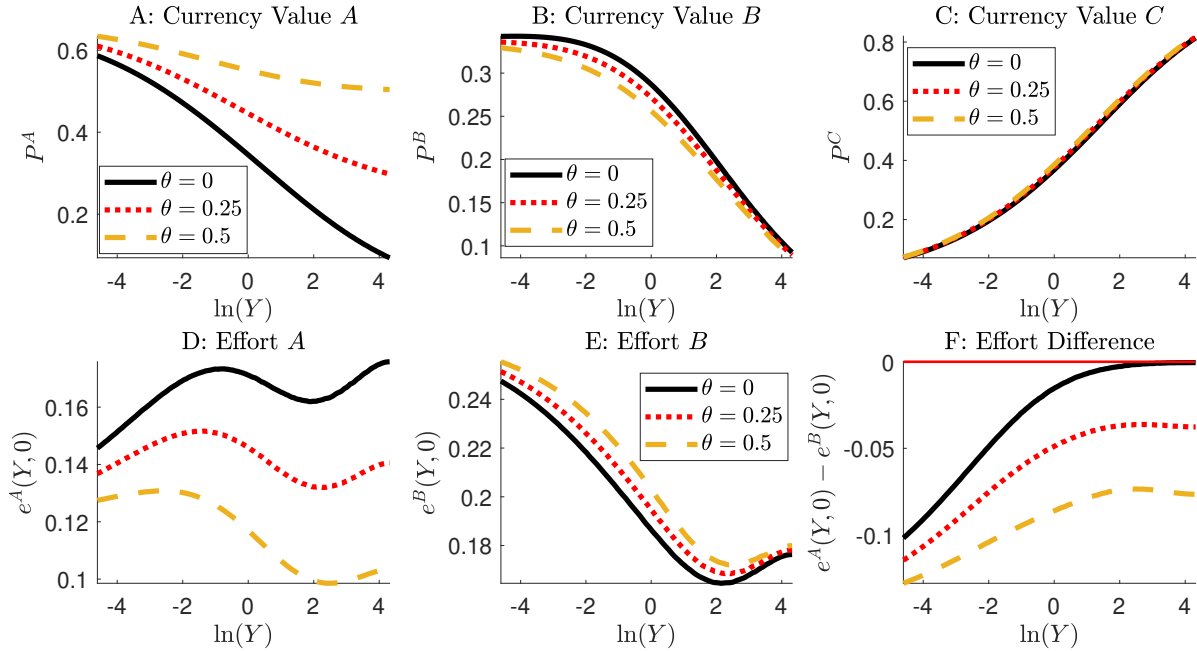 A: Currency Value A
0.6
0.4
0.2
P^A
θ = 0
θ = 0.25
θ = 0.5
-4 -2 0 2 4
ln(Y)
B: Currency Value B
0.3
0.25
0.2
0.15
0.1
P^B
θ = 0
θ = 0.25
θ = 0.5
-4 -2 0 2 4
ln(Y)
C: Currency Value C
0.8
0.6
0.4
0.2
P^C
θ = 0
θ = 0.25
θ = 0.5
-4 -2 0 2 4
ln(Y)
D: Effort A
0.16
0.14
0.12
0.1
e^A(Y, 0)
-4 -2 0 2 4
ln(Y)
E: Effort B
0.24
0.22
0.2
0.18
e^B(Y, 0)
θ = 0
θ = 0.25
θ = 0.5
-4 -2 0 2 4
ln(Y)
F: Effort Difference
0
-0.05
-0.1
e^A(Y, 0) − e^B(Y, 0)
-4 -2 0 2 4
ln(Y)